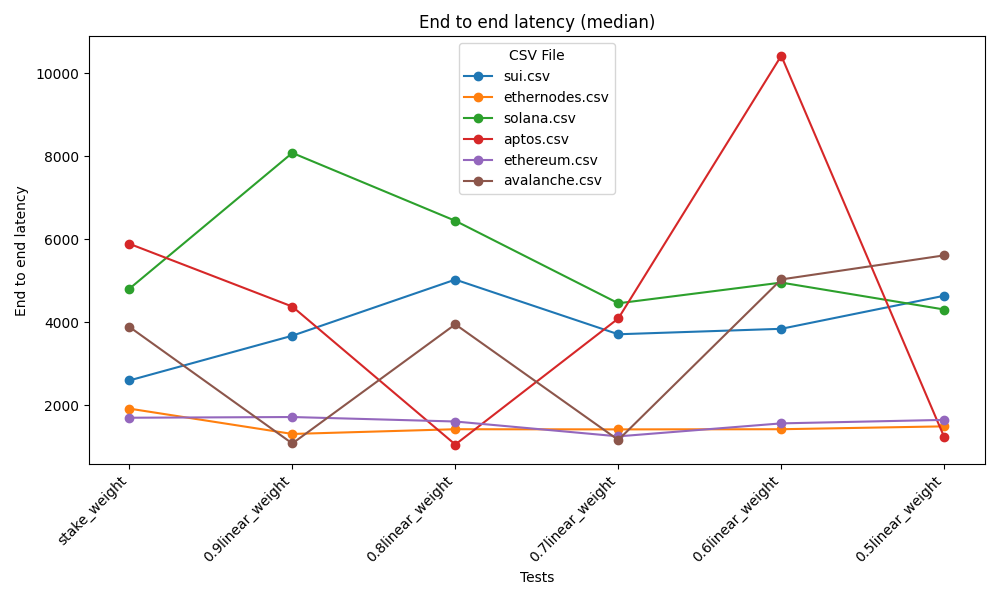 End to end latency (median)
CSV File
sui.csv
ethernodes.csv
solana.csv
aptos.csv
ethereum.csv
avalanche.csv
End to end latency
10000
8000
6000
4000
2000
stake_weight
0.9linear_weight
0.8linear_weight
0.7linear_weight
0.6linear_weight
0.5linear_weight
Tests